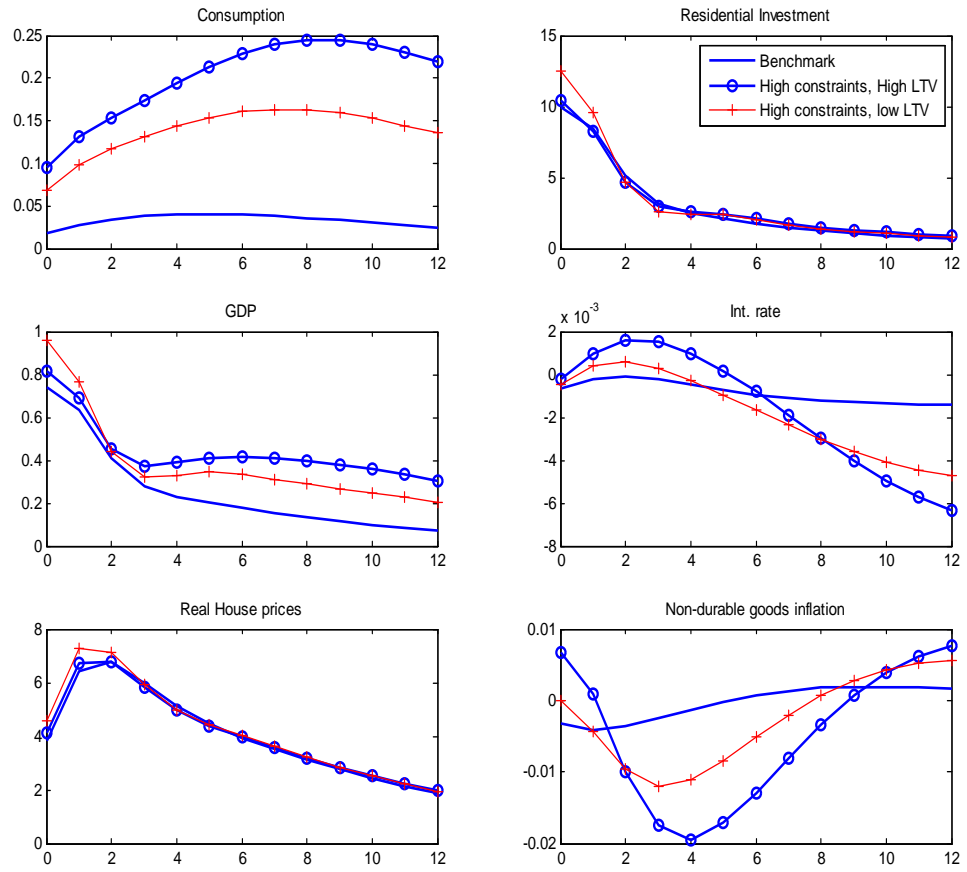 Consumption
0.25
0.2
0.15
0.1
0.05
0
0 2 4 6 8 10 12
Residential Investment
15
10
5
0
0 2 4 6 8 10 12
Benchmark
High constraints, High LTV
High constraints, low LTV
GDP
1
0.8
0.6
0.4
0.2
0
0 2 4 6 8 10 12
Int. rate
x 10⁻³
2
0
-2
-4
-6
-8
0 2 4 6 8 10 12
Real House prices
8
6
4
2
0
0 2 4 6 8 10 12
Non-durable goods inflation
0.01
0
-0.01
-0.02
0 2 4 6 8 10 12